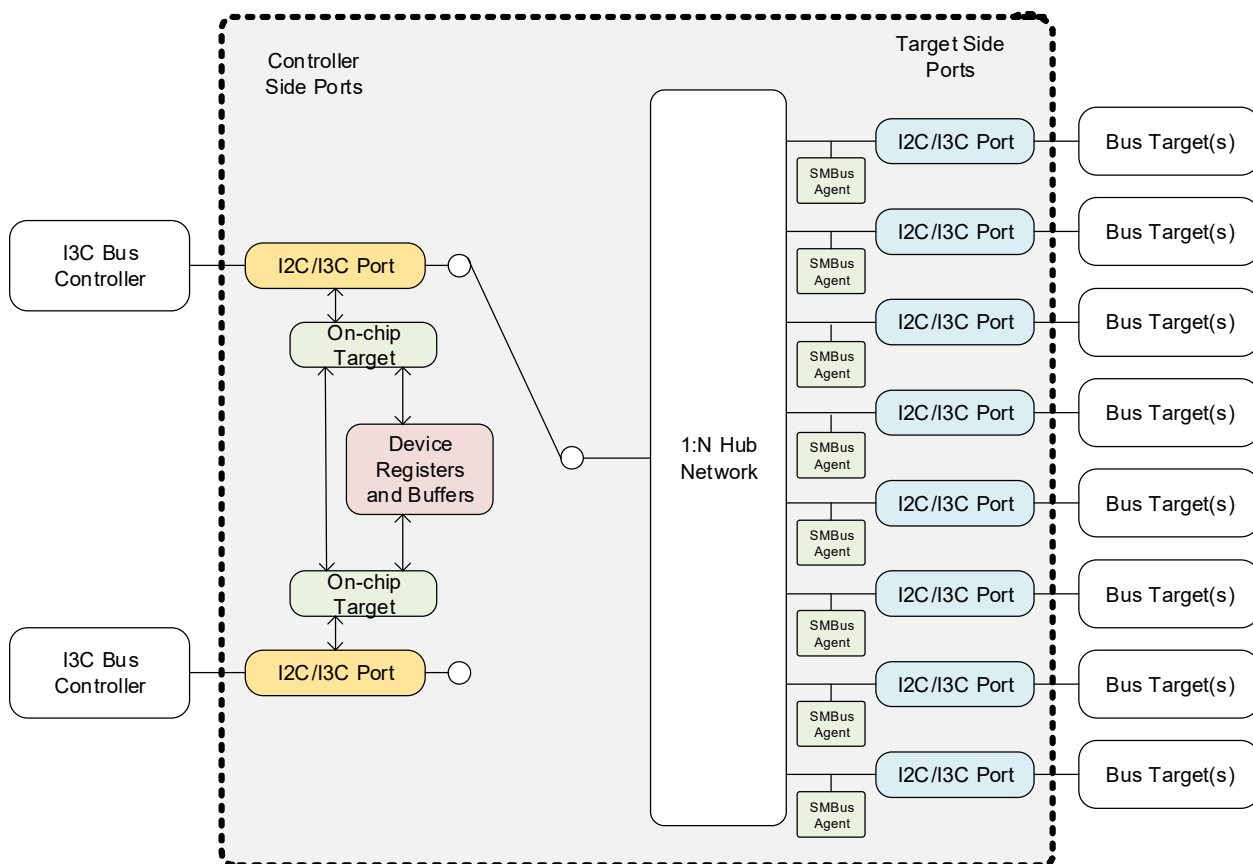 Controller
Side Ports
Target Side
Ports
I3C Bus
Controller
I2C/I3C Port
On-chip
Target
Device
Registers
and Buffers
On-chip
Target
I3C Bus
Controller
I2C/I3C Port
1:N Hub
Network
I2C/I3C Port
Bus Target(s)
SMBus
Agent
I2C/I3C Port
Bus Target(s)
SMBus
Agent
I2C/I3C Port
Bus Target(s)
SMBus
Agent
I2C/I3C Port
Bus Target(s)
SMBus
Agent
I2C/I3C Port
Bus Target(s)
SMBus
Agent
I2C/I3C Port
Bus Target(s)
SMBus
Agent
I2C/I3C Port
Bus Target(s)
SMBus
Agent
I2C/I3C Port
Bus Target(s)
SMBus
Agent